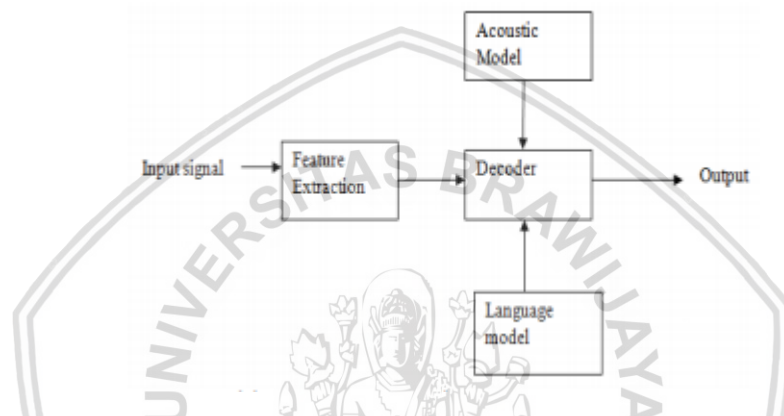 Acoustic
Model
Input signal
Feature
Extraction
Decoder
Output
Language
model
UNIVERSITAS BRAWIJAYA